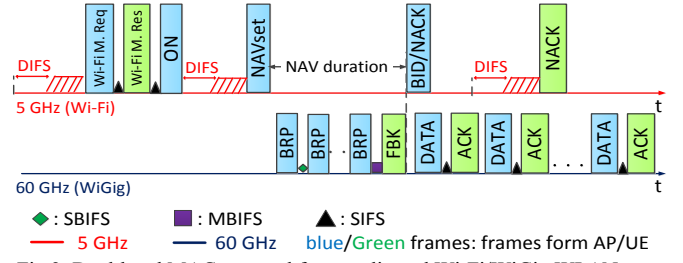 Wi-Fi M. Req
Wi-Fi M. Res
ON
NAVset
BID/NACK
NACK
DIFS
DIFS
NAV duration
DIFS
5 GHz (Wi-Fi)
t
BRP
BRP
. .
BRP
FBK
DATA
ACK
DATA
ACK
. . .
DATA
ACK
60 GHz (WiGig)
t
: SBIFS : MBIFS : SIFS
5 GHz 60 GHz blue/Green frames: frames form AP/UE